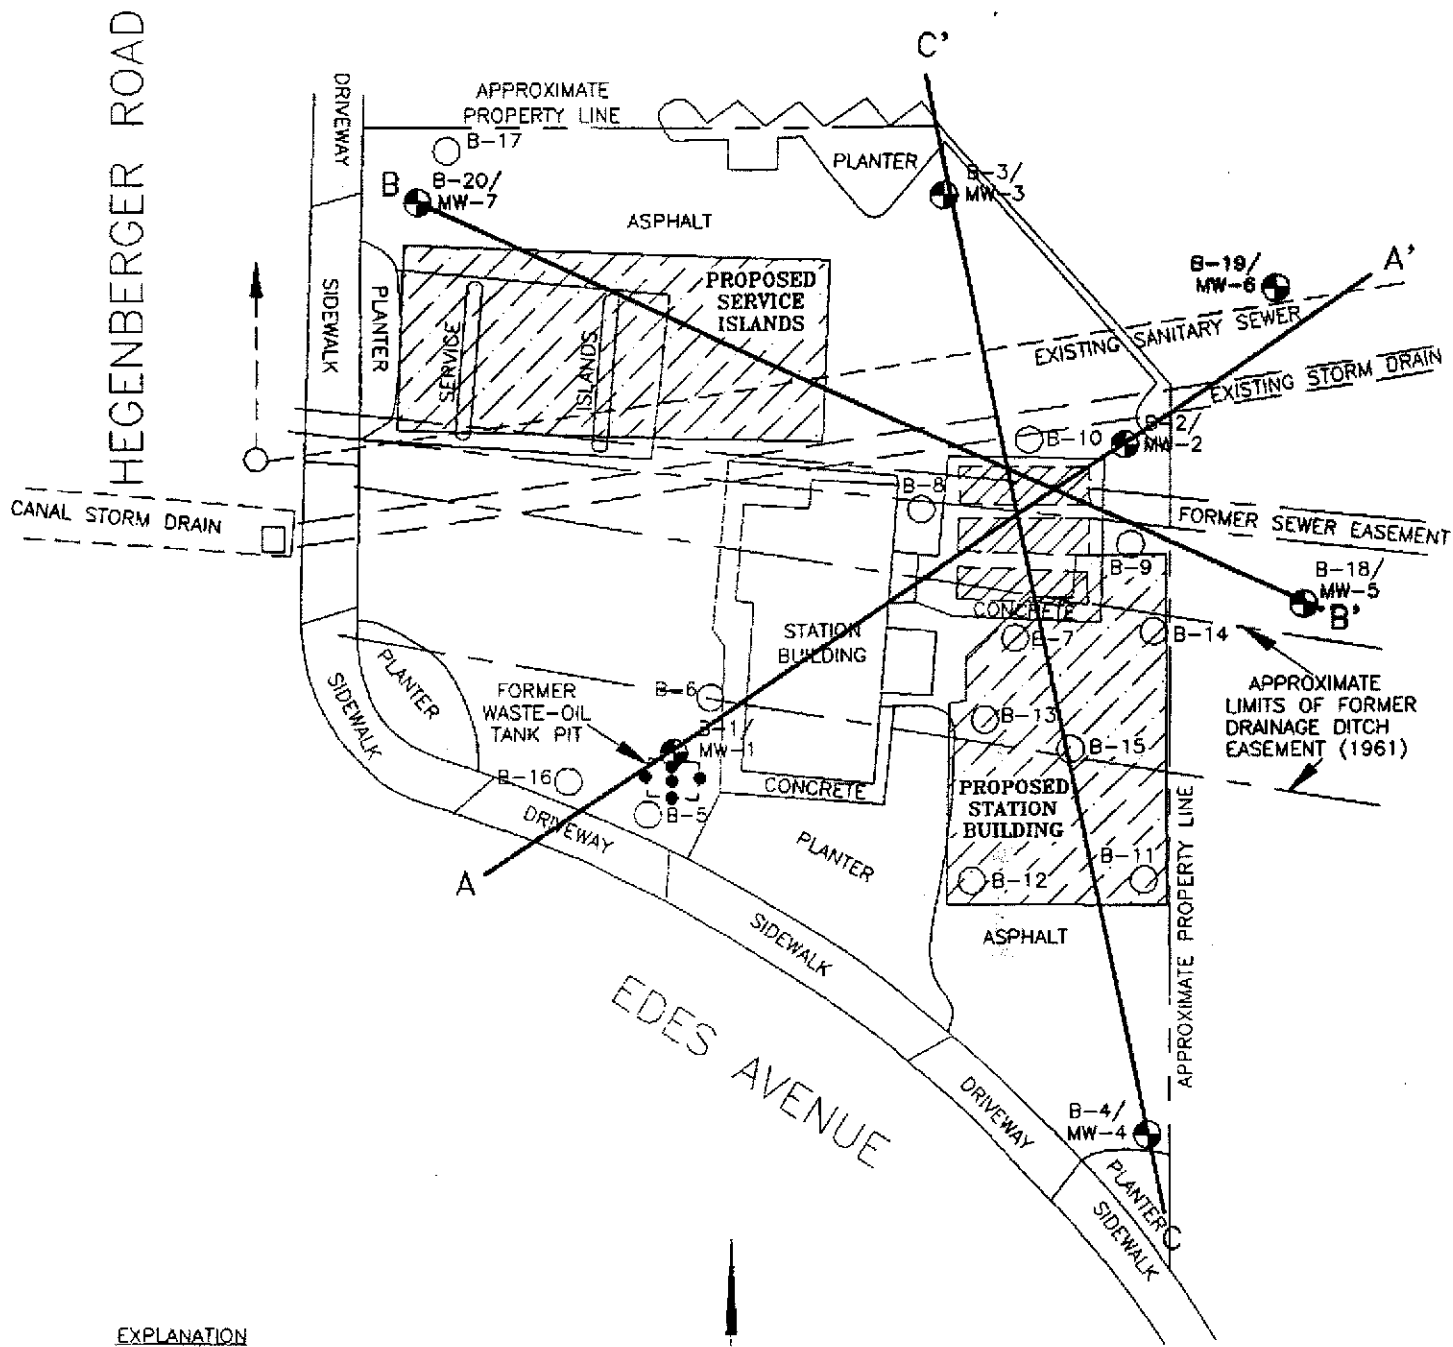 HEGENBERGER ROAD
C'
DRIVEWAY
APPROXIMATE
PROPERTY LINE
B-17
PLANTER
B
B-20/
MW-7
B-3/
MW-3
ASPHALT
A'
B-19/
MW-6
SIDEWALK
PLANTER
SERVICE
ISLANDS
PROPOSED
SERVICE
ISLANDS
EXISTING SANITARY SEWER
EXISTING STORM DRAIN
B-10
B-2/
MW-2
B-8
CANAL STORM DRAIN
FORMER SEWER EASEMENT
B-9
B-18/
MW-5
B'
CONCRETE
B-7
B-14
STATION
BUILDING
PLANTER
SIDEWALK
FORMER
WASTE-OIL
TANK PIT
B-6
B-1/
MW-1
B-13
B-15
APPROXIMATE
LIMITS OF FORMER
DRAINAGE DITCH
EASEMENT (1961)
B-16
CONCRETE
B-5
DRIVEWAY
PROPOSED
STATION
BUILDING
PLANTER
A
B-12
B-11
APPROXIMATE PROPERTY LINE
SIDEWALK
ASPHALT
EDES AVENUE
DRIVEWAY
B-4/
MW-4
PLANTER
C
SIDEWALK
EXPLANATION